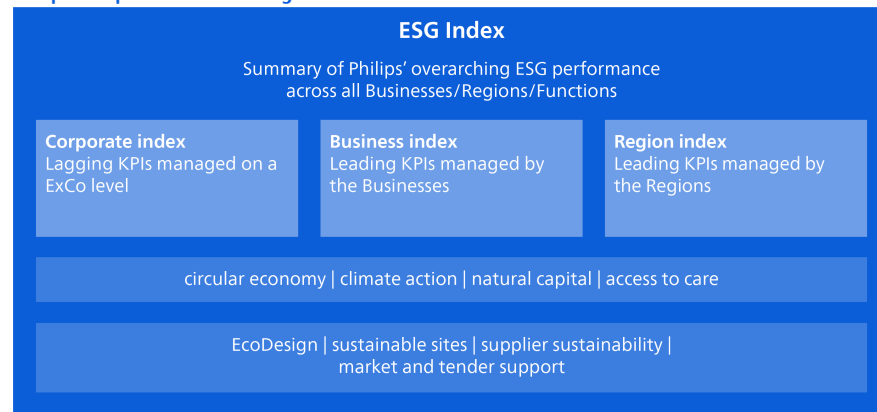 ESG Index
Summary of Philips’ overarching ESG performance
across all Businesses/Regions/Functions
Corporate index
Lagging KPIs managed on a
ExCo level
Business index
Leading KPIs managed by
the Businesses
Region index
Leading KPIs managed by
the Regions
circular economy | climate action | natural capital | access to care
EcoDesign | sustainable sites | supplier sustainability |
market and tender support